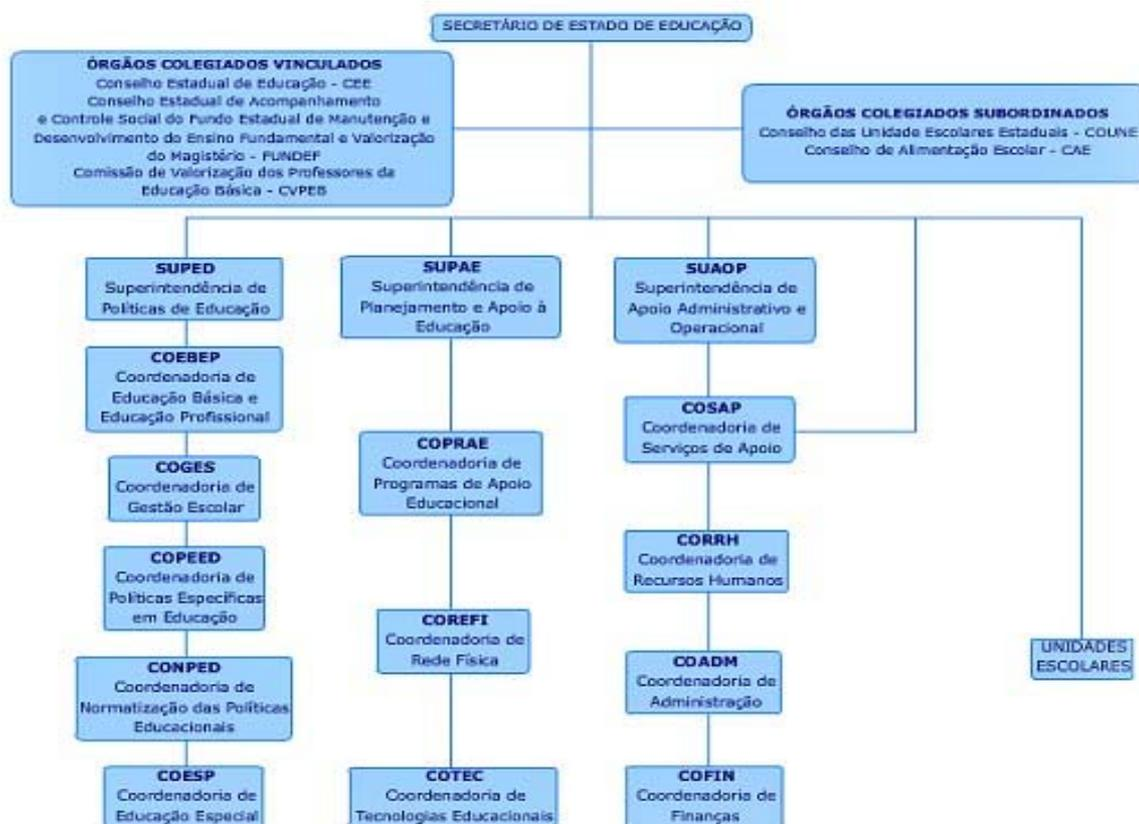 SECRETÁRIO DE ESTADO DE EDUCAÇÃO
ÓRGÃOS COLEGIADOS VINCULADOS
Conselho Estadual de Educação - CEE
Conselho Estadual de Acompanhamento
e Controle Social do Fundo Estadual de Manutenção e
Desenvolvimento do Ensino Fundamental e Valorização
do Magistério - FUNDEF
Comissão de Valorização dos Professores da
Educação Básica - CVPEB
ÓRGÃOS COLEGIADOS SUBORDINADOS
Conselho das Unidade Escolares Estaduais - COUNE
Conselho de Alimentação Escolar - CAE
SUPED
Superintendência de
Políticas de Educação
COEBEP
Coordenadoria de
Educação Básica e
Educação Profissional
COGES
Coordenadoria de
Gestão Escolar
COPEED
Coordenadoria de
Políticas Específicas
em Educação
CONPED
Coordenadoria de
Normatização das Políticas
Educacionais
COESP
Coordenadoria de
Educação Especial
SUPAE
Superintendência de
Planejamento e Apoio à
Educação
COPRAE
Coordenadoria de
Programas de Apoio
Educacional
COREFI
Coordenadoria de
Rede Física
COTEC
Coordenadoria de
Tecnologias Educacionais
SUAOP
Superintendência de
Apoio Administrativo e
Operacional
COSAP
Coordenadoria de
Serviços de Apoio
CORRH
Coordenadoria de
Recursos Humanos
COADM
Coordenadoria de
Administração
COFIN
Coordenadoria de
Finanças
UNIDADES
ESCOLARES